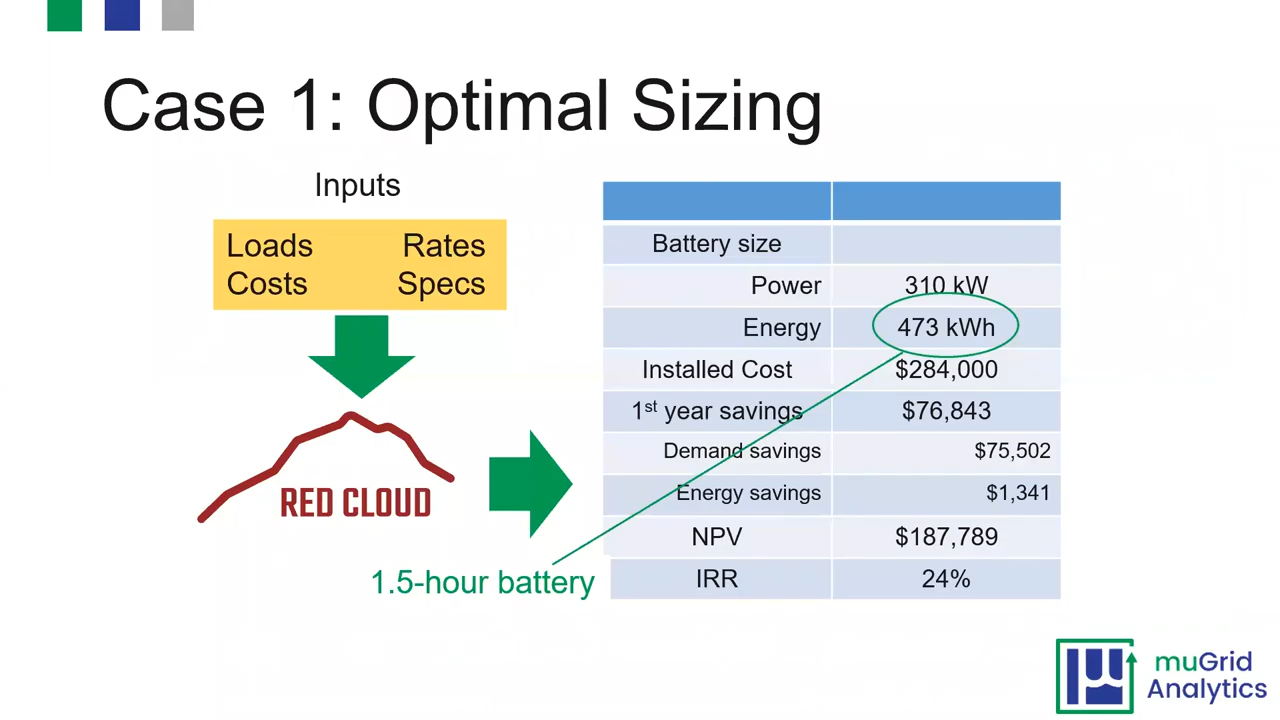 Case 1: Optimal Sizing
Inputs
Loads Rates
Costs Specs
RED CLOUD
1.5-hour battery
Battery size
Power 310 kW
Energy 473 kWh
Installed Cost $284,000
1st year savings $76,843
Demand savings $75,502
Energy savings $1,341
NPV $187,789
IRR 24%
muGrid
Analytics